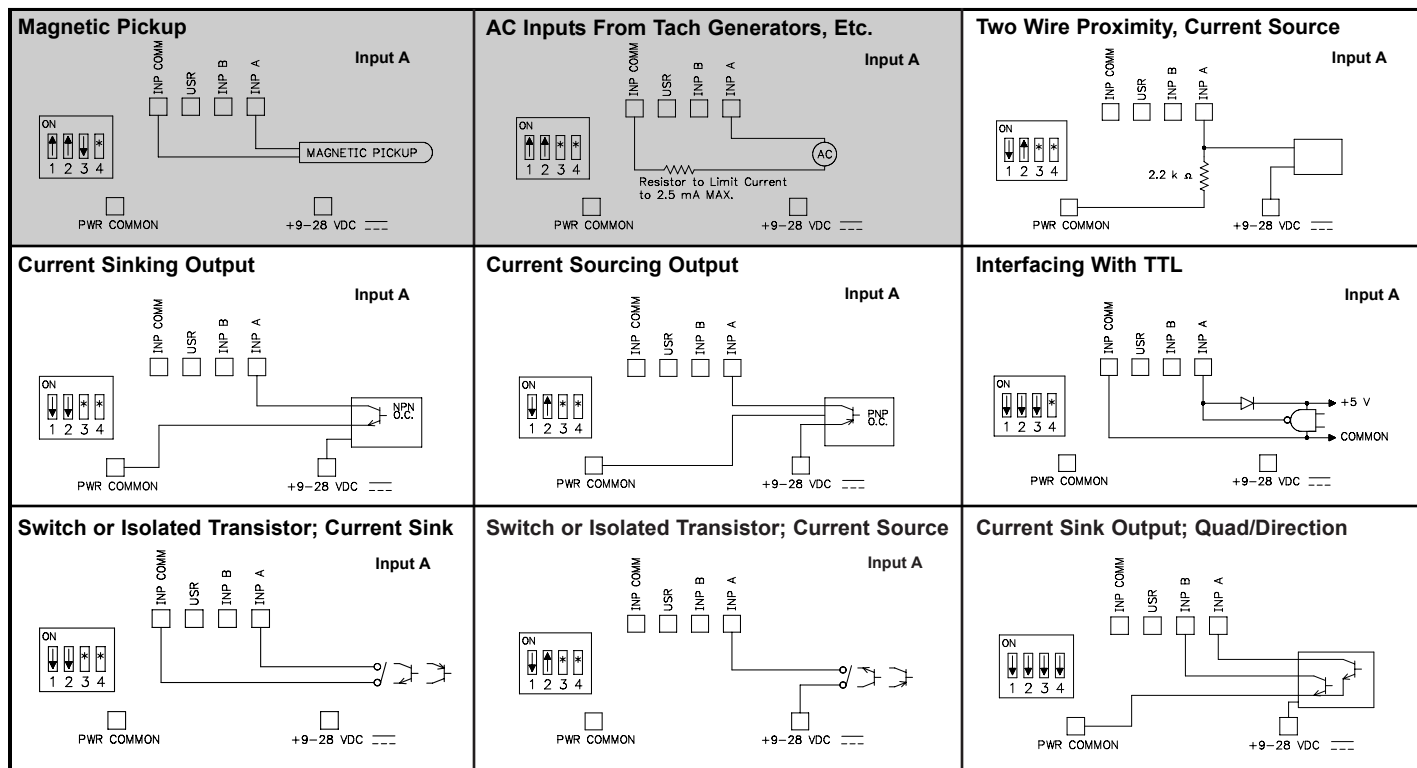 Magnetic Pickup
Input A
INP COMM
USR
INP B
INP A
ON
* 
1 2 3 4
MAGNETIC PICKUP
PWR COMMON
+9-28 VDC
AC Inputs From Tach Generators, Etc.
Input A
INP COMM
USR
INP B
INP A
ON
* *
1 2 3 4
AC
Resistor to Limit Current
to 2.5 mA MAX.
PWR COMMON
+9-28 VDC
Two Wire Proximity, Current Source
Input A
INP COMM
USR
INP B
INP A
ON
* *
1 2 3 4
2.2 k Ω
PWR COMMON
+9-28 VDC
Current Sinking Output
Input A
INP COMM
USR
INP B
INP A
ON
* *
1 2 3 4
NPN
O.C.
PWR COMMON
+9-28 VDC
Current Sourcing Output
Input A
INP COMM
USR
INP B
INP A
ON
* *
1 2 3 4
PNP
O.C.
PWR COMMON
+9-28 VDC
Interfacing With TTL
Input A
INP COMM
USR
INP B
INP A
ON
*
1 2 3 4
+5 V
COMMON
PWR COMMON
+9-28 VDC
Switch or Isolated Transistor; Current Sink
Input A
INP COMM
USR
INP B
INP A
ON
* *
1 2 3 4
PWR COMMON
+9-28 VDC
Switch or Isolated Transistor; Current Source
Input A
INP COMM
USR
INP B
INP A
ON
* *
1 2 3 4
PWR COMMON
+9-28 VDC
Current Sink Output; Quad/Direction
INP COMM
USR
INP B
INP A
ON
1 2 3 4
PWR COMMON
+9-28 VDC